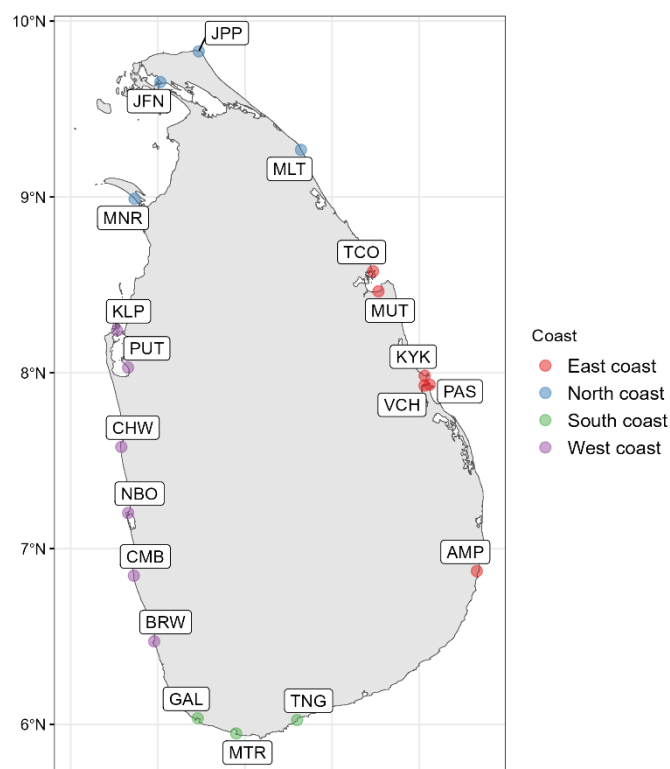 10°N
JPP
JFN
MLT
9°N
MNR
TCO
KLP
MUT
PUT
KYK
8°N
PAS
VCH
CHW
NBO
7°N
CMB
AMP
BRW
GAL
TNG
6°N
MTR
Coast
East coast
North coast
South coast
West coast